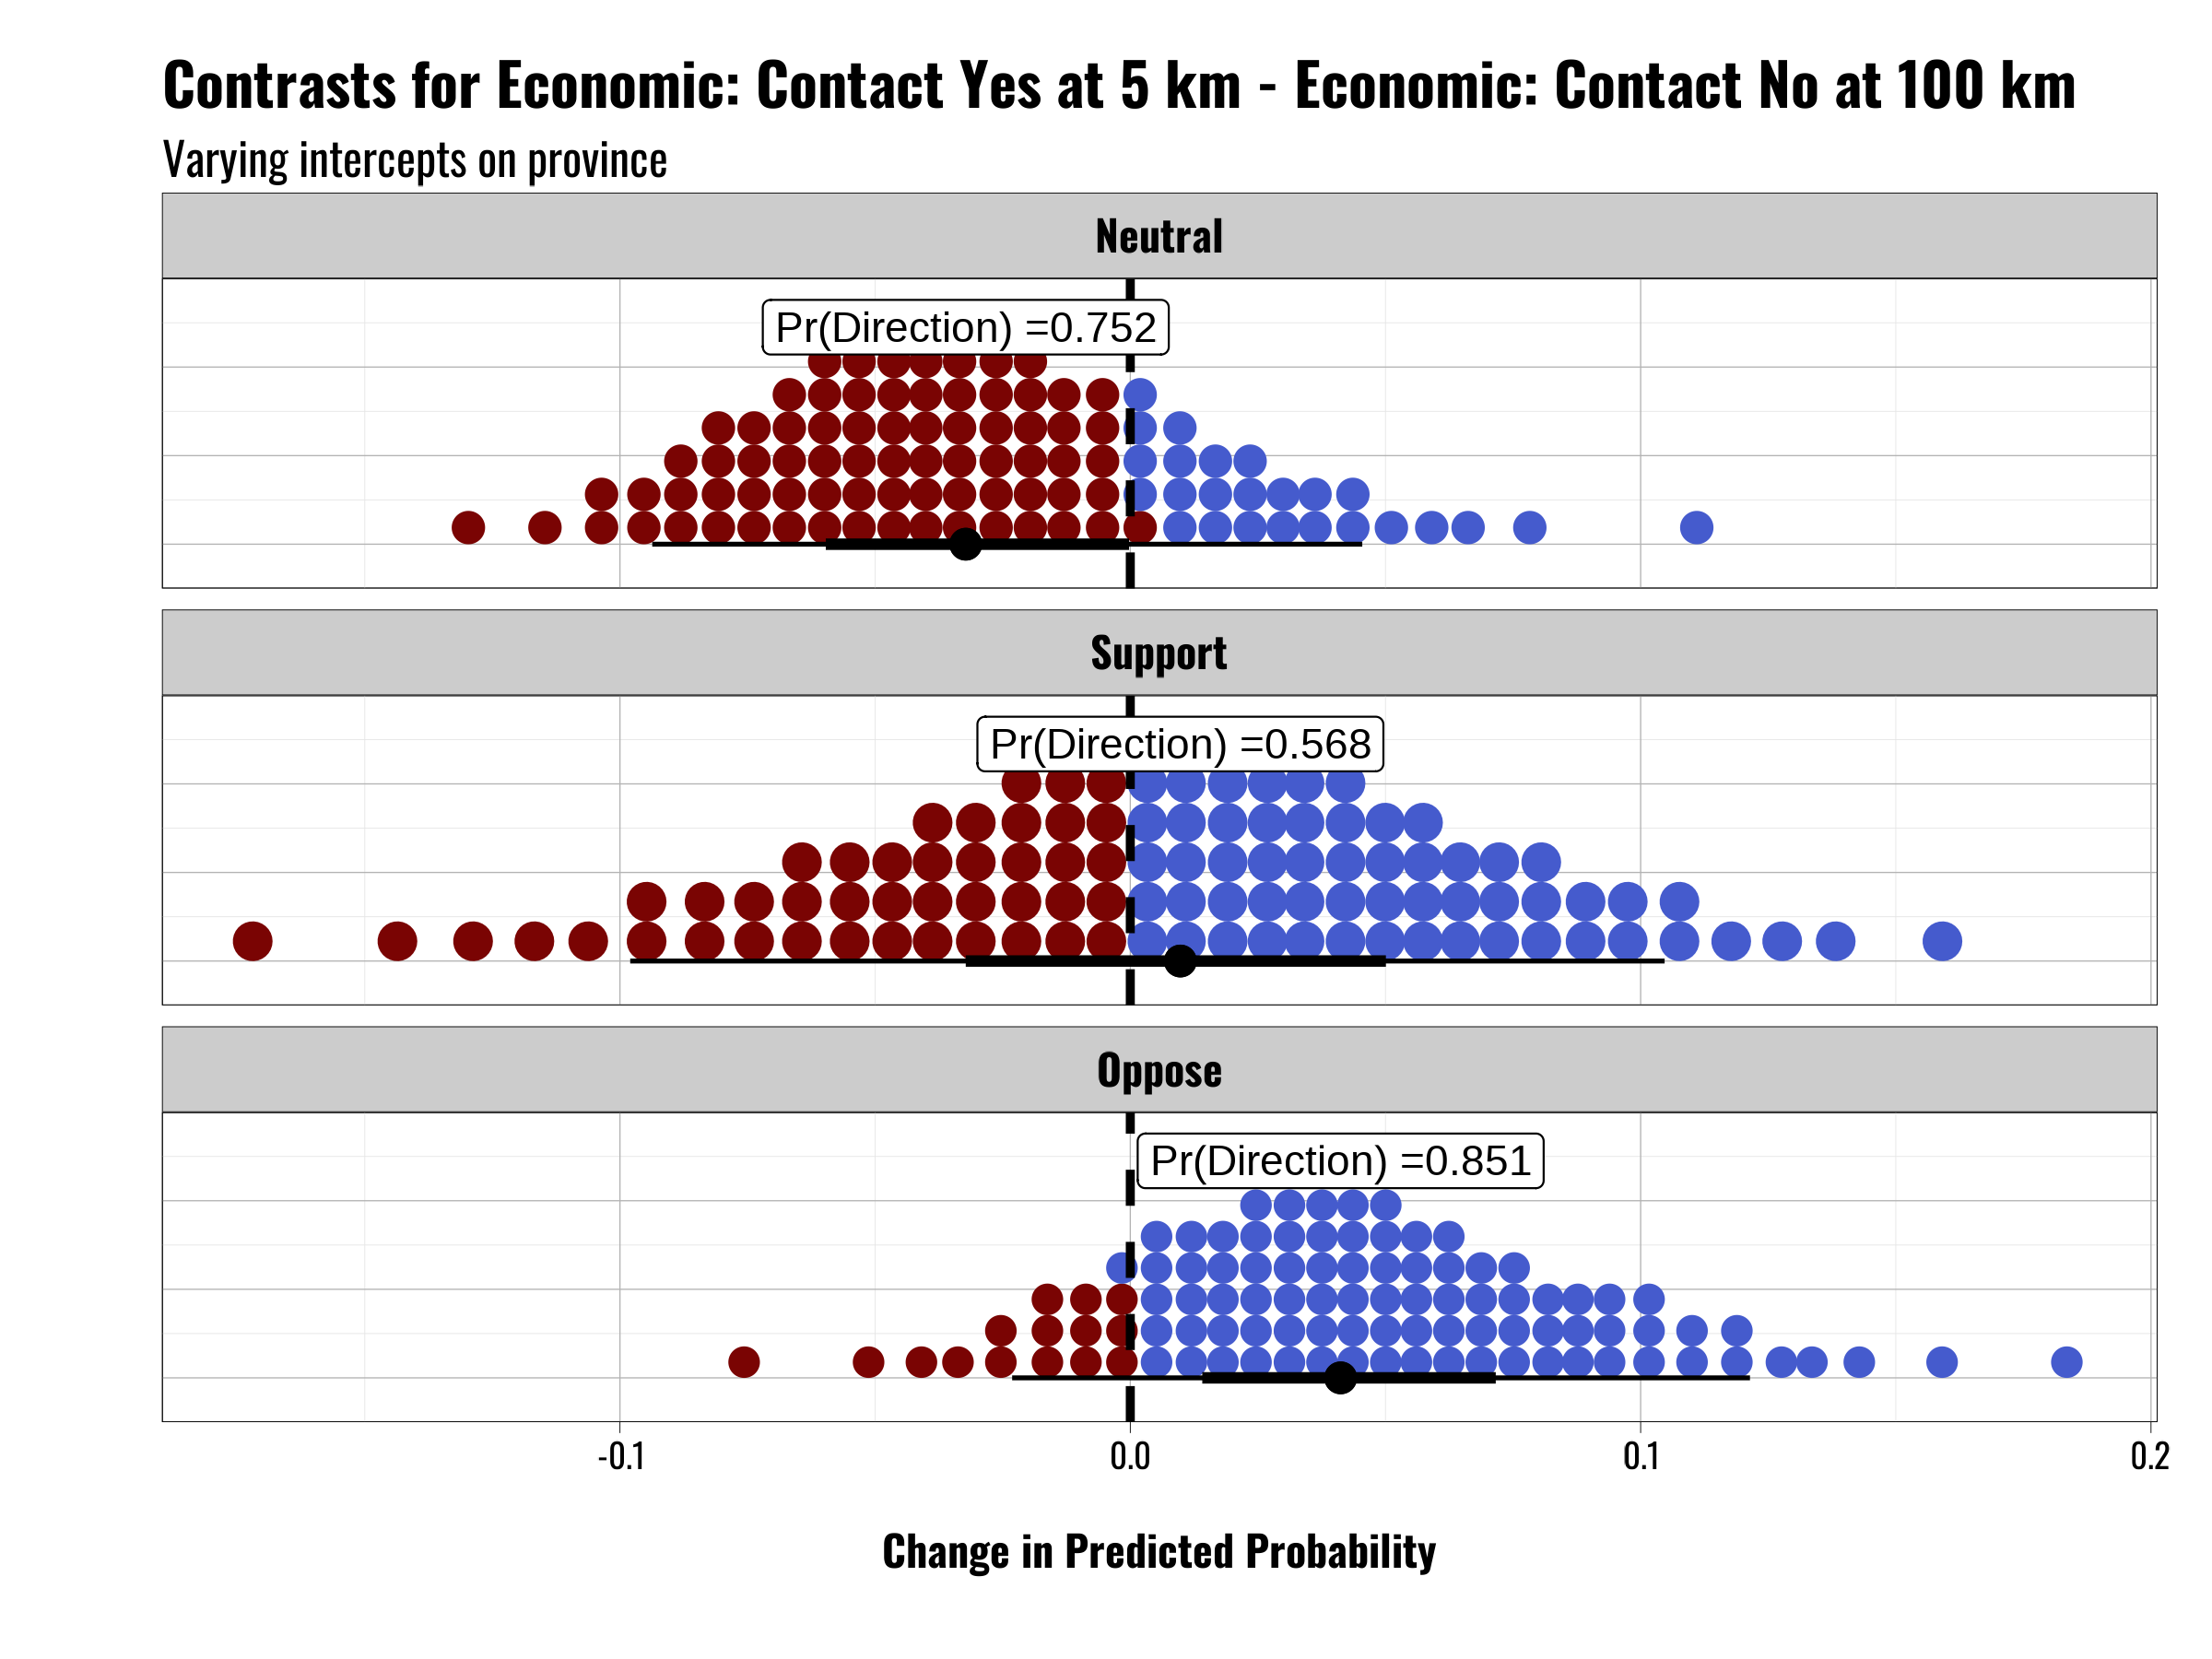 Contrasts for Economic: Contact Yes at 5 km - Economic: Contact No at 100 km
Varying intercepts on province
Neutral
Pr(Direction) =0.752
Support
Pr(Direction) =0.568
Oppose
Pr(Direction) =0.851
-0.1 0.0 0.1 0.2
Change in Predicted Probability